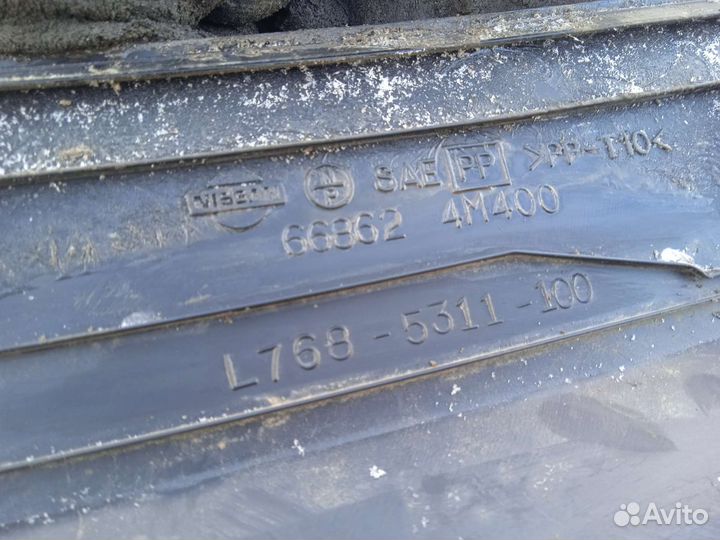 NISSAN N P SAE PP >PP-T10<
66862 4M400
L768-5311-100
Avito